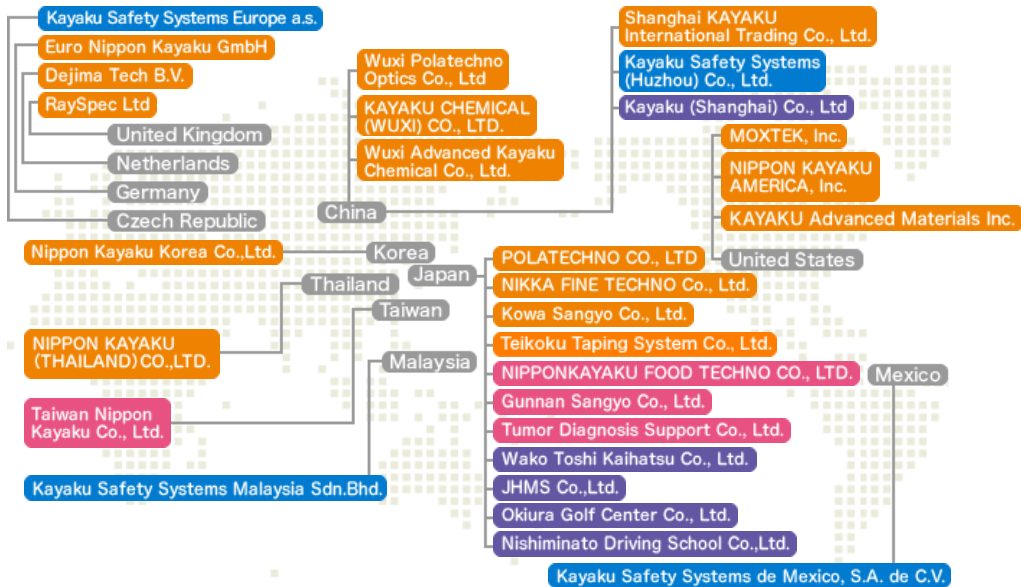 Kayaku Safety Systems Europe a.s.
Euro Nippon Kayaku GmbH
Dejima Tech B.V.
RaySpec Ltd
United Kingdom
Netherlands
Germany
Czech Republic
Wuxi Polatechno
Optics Co., Ltd
KAYAKU CHEMICAL
(WUXI) CO., LTD.
Wuxi Advanced Kayaku
Chemical Co., Ltd.
China
Shanghai KAYAKU
International Trading Co., Ltd.
Kayaku Safety Systems
(Huzhou) Co., Ltd.
Kayaku (Shanghai) Co., Ltd
MOXTEK, Inc.
NIPPON KAYAKU
AMERICA, Inc.
KAYAKU Advanced Materials Inc.
United States
Nippon Kayaku Korea Co.,Ltd.
Korea
Thailand
NIPPON KAYAKU
(THAILAND)CO.,LTD.
Taiwan
Taiwan Nippon
Kayaku Co., Ltd.
Malaysia
Kayaku Safety Systems Malaysia Sdn.Bhd.
Japan
POLATECHNO CO., LTD
NIKKA FINE TECHNO Co., Ltd.
Kowa Sangyo Co., Ltd.
Teikoku Taping System Co., Ltd.
NIPPONKAYAKU FOOD TECHNO CO., LTD.
Gunnan Sangyo Co., Ltd.
Tumor Diagnosis Support Co., Ltd.
Wako Toshi Kaihatsu Co., Ltd.
JHMS Co.,Ltd.
Okiura Golf Center Co., Ltd.
Nishiminato Driving School Co.,Ltd.
Mexico
Kayaku Safety Systems de Mexico, S.A. de C.V.